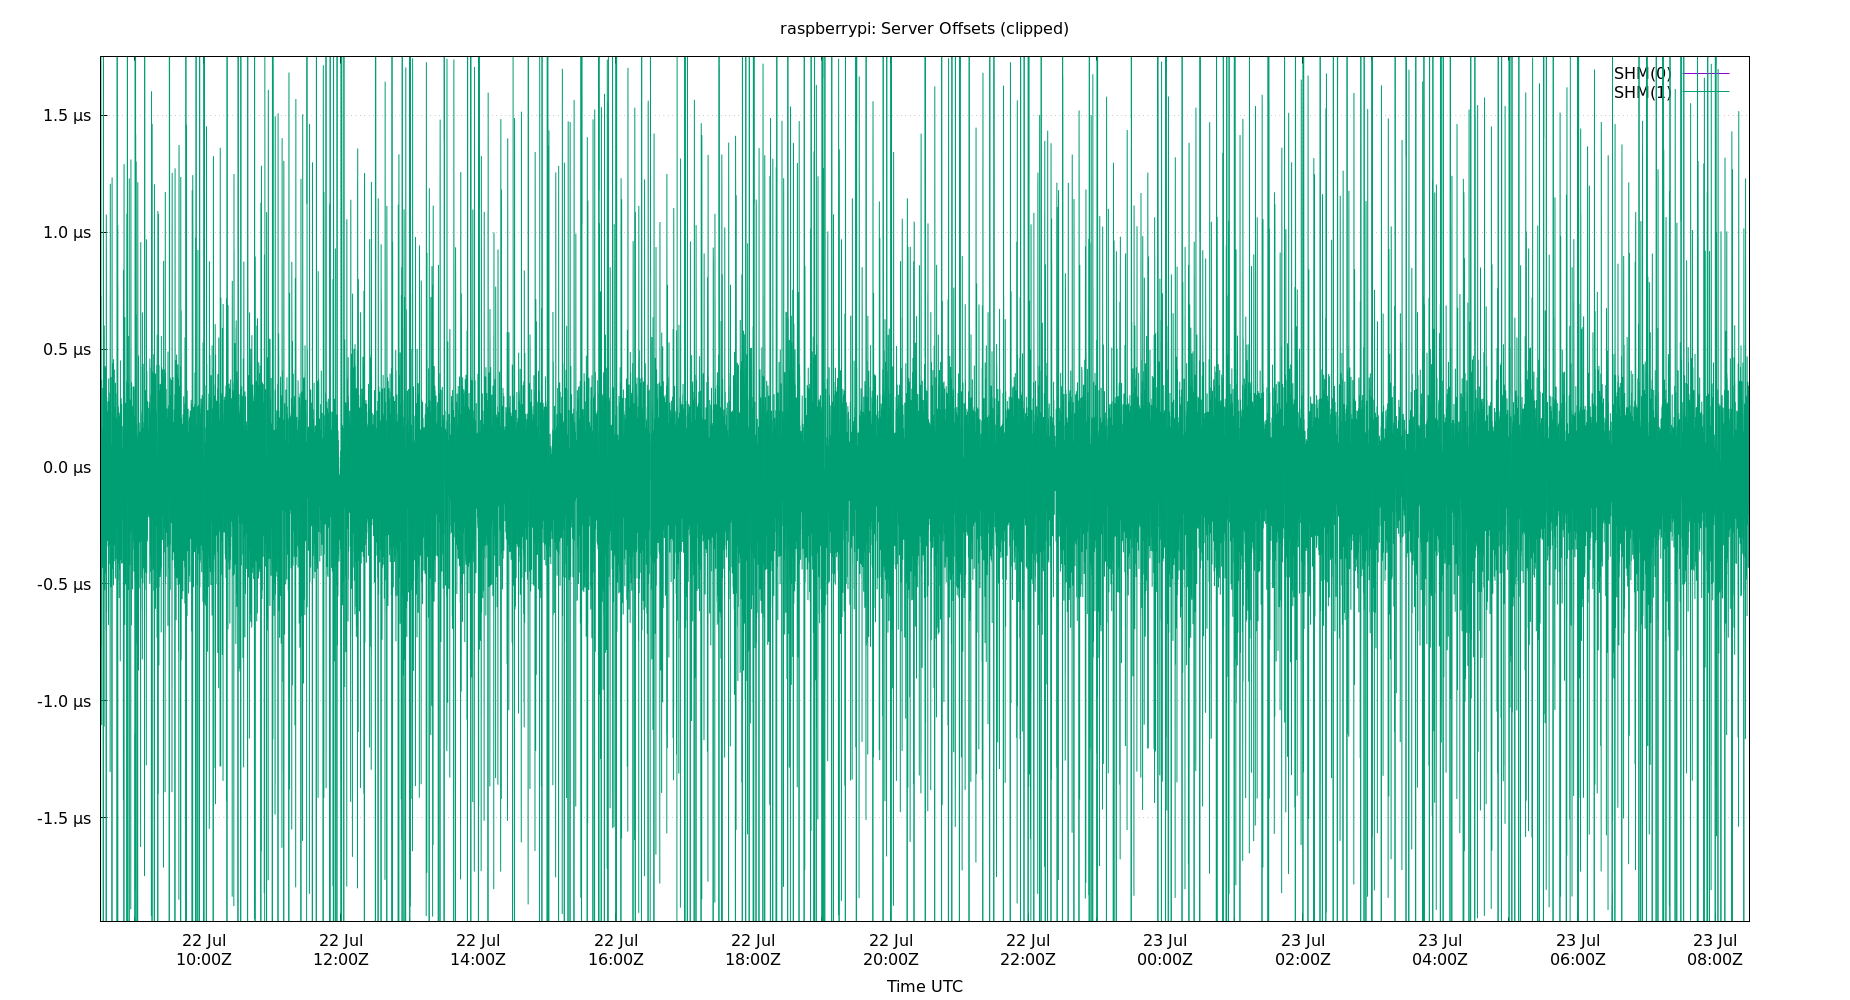 raspberrypi: Server Offsets (clipped)
SHM(0)
SHM(1)
1.5 μs
1.0 μs
0.5 μs
0.0 μs
-0.5 μs
-1.0 μs
-1.5 μs
22 Jul 22 Jul 22 Jul 22 Jul 22 Jul 22 Jul 22 Jul 23 Jul 23 Jul 23 Jul 23 Jul 23 Jul
10:00Z 12:00Z 14:00Z 16:00Z 18:00Z 20:00Z 22:00Z 00:00Z 02:00Z 04:00Z 06:00Z 08:00Z
Time UTC